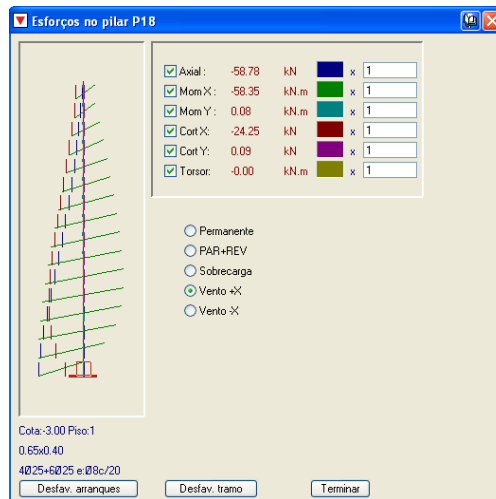 Esforços no pilar P18
Axial : -58.78 kN x 1
Mom X : -58.35 kN.m x 1
Mom Y : 0.08 kN.m x 1
Cort X: -24.25 kN x 1
Cort Y: 0.09 kN x 1
Torsor: -0.00 kN.m x 1
Permanente
PAR+REV
Sobrecarga
Vento +X
Vento -X
Cota:-3.00 Piso:1
0.65x0.40
4Ø25+6Ø25 e:Ø8c/20
Desfav. arranques Desfav. tramo Terminar